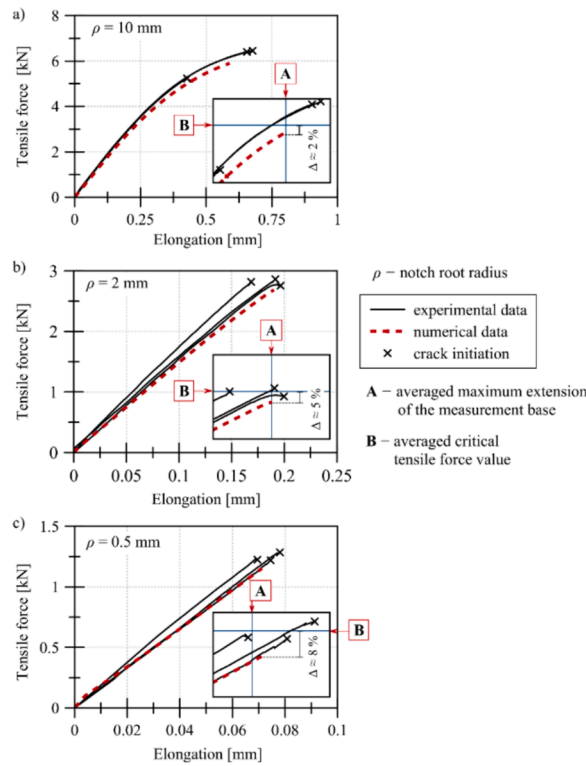 a)
ρ = 10 mm
Tensile force [kN]
8
6
4
2
0
A
B
Δ ≈ 2 %
0
0.25
0.5
0.75
1
Elongation [mm]
b)
ρ = 2 mm
Tensile force [kN]
3
2
1
0
A
B
Δ ≈ 5 %
0
0.05
0.1
0.15
0.2
0.25
Elongation [mm]
ρ – notch root radius
experimental data
numerical data
crack initiation
A – averaged maximum extension
of the measurement base
B – averaged critical
tensile force value
c)
ρ = 0.5 mm
Tensile force [kN]
1.5
1
0.5
0
A
B
Δ ≈ 8 %
0
0.02
0.04
0.06
0.08
0.1
Elongation [mm]